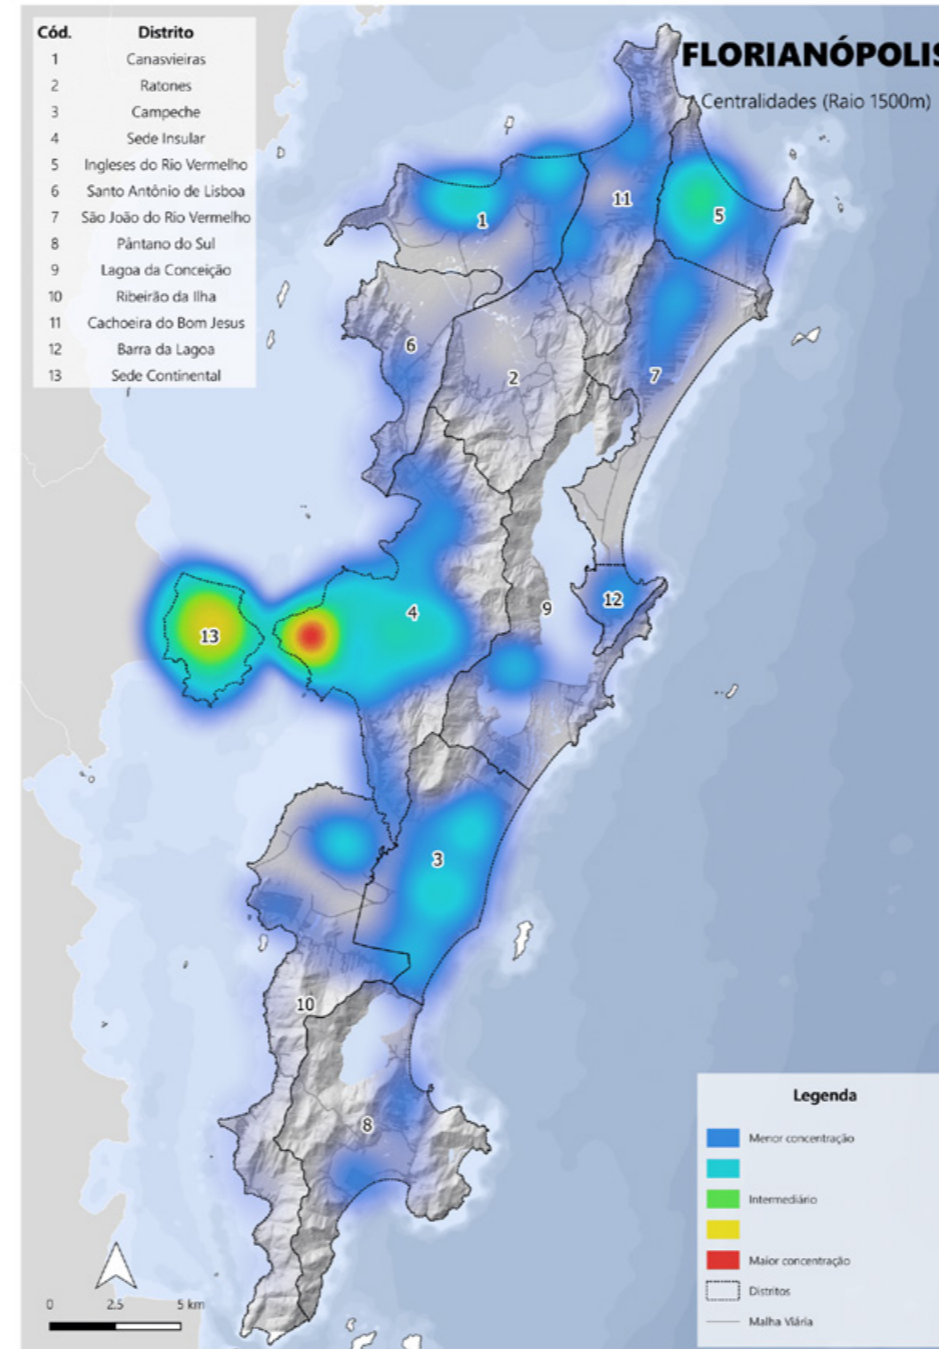 Cód. Distrito
1 Canasvieiras
2 Ratones
3 Campeche
4 Sede Insular
5 Ingleses do Rio Vermelho
6 Santo Antônio de Lisboa
7 São João do Rio Vermelho
8 Pântano do Sul
9 Lagoa da Conceição
10 Ribeirão da Ilha
11 Cachoeira do Bom Jesus
12 Barra da Lagoa
13 Sede Continental
FLORIANÓPOLIS
Centralidades (Raio 1500m)
11
5
1
6
2
7
12
9
4
13
3
10
8
Legenda
Menor concentração
Intermediário
Maior concentração
Distritos
Malha Viária
0 2.5 5 km